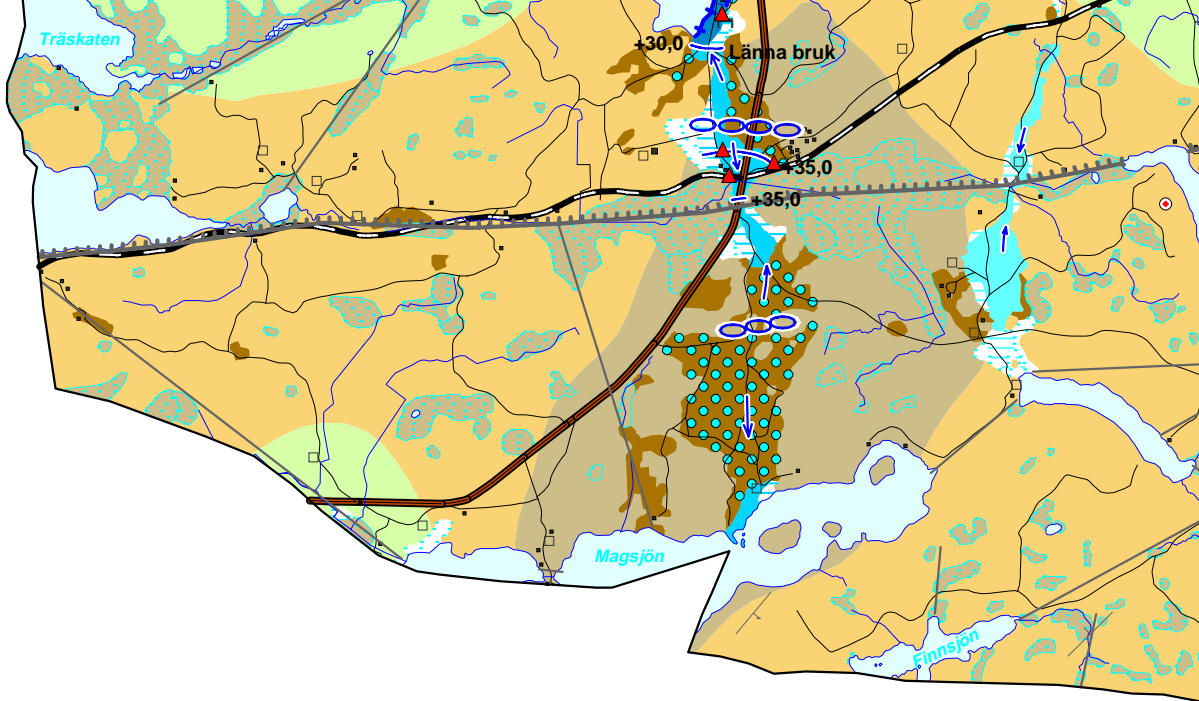 Träskaten
+30,0
Länna bruk
+35,0
+35,0
Magsjön
Finnsjön